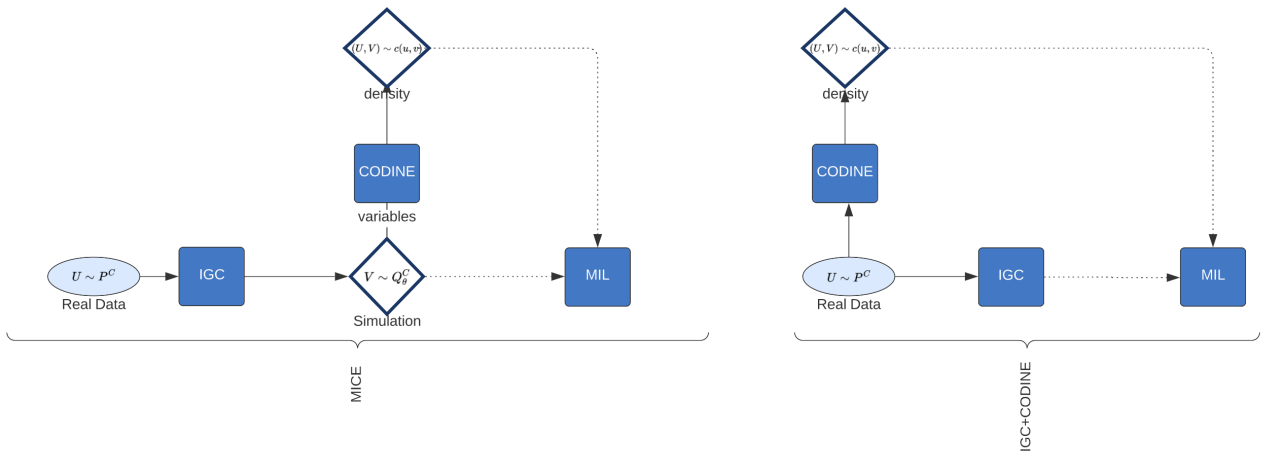 (U, V) ∼ c(u, v)
density
CODINE
variables
U ∼ P^C
Real Data
IGC
V ∼ Q_θ^C
Simulation
MIL
MICE
(U, V) ∼ c(u, v)
density
CODINE
U ∼ P^C
Real Data
IGC
MIL
IGC+CODINE